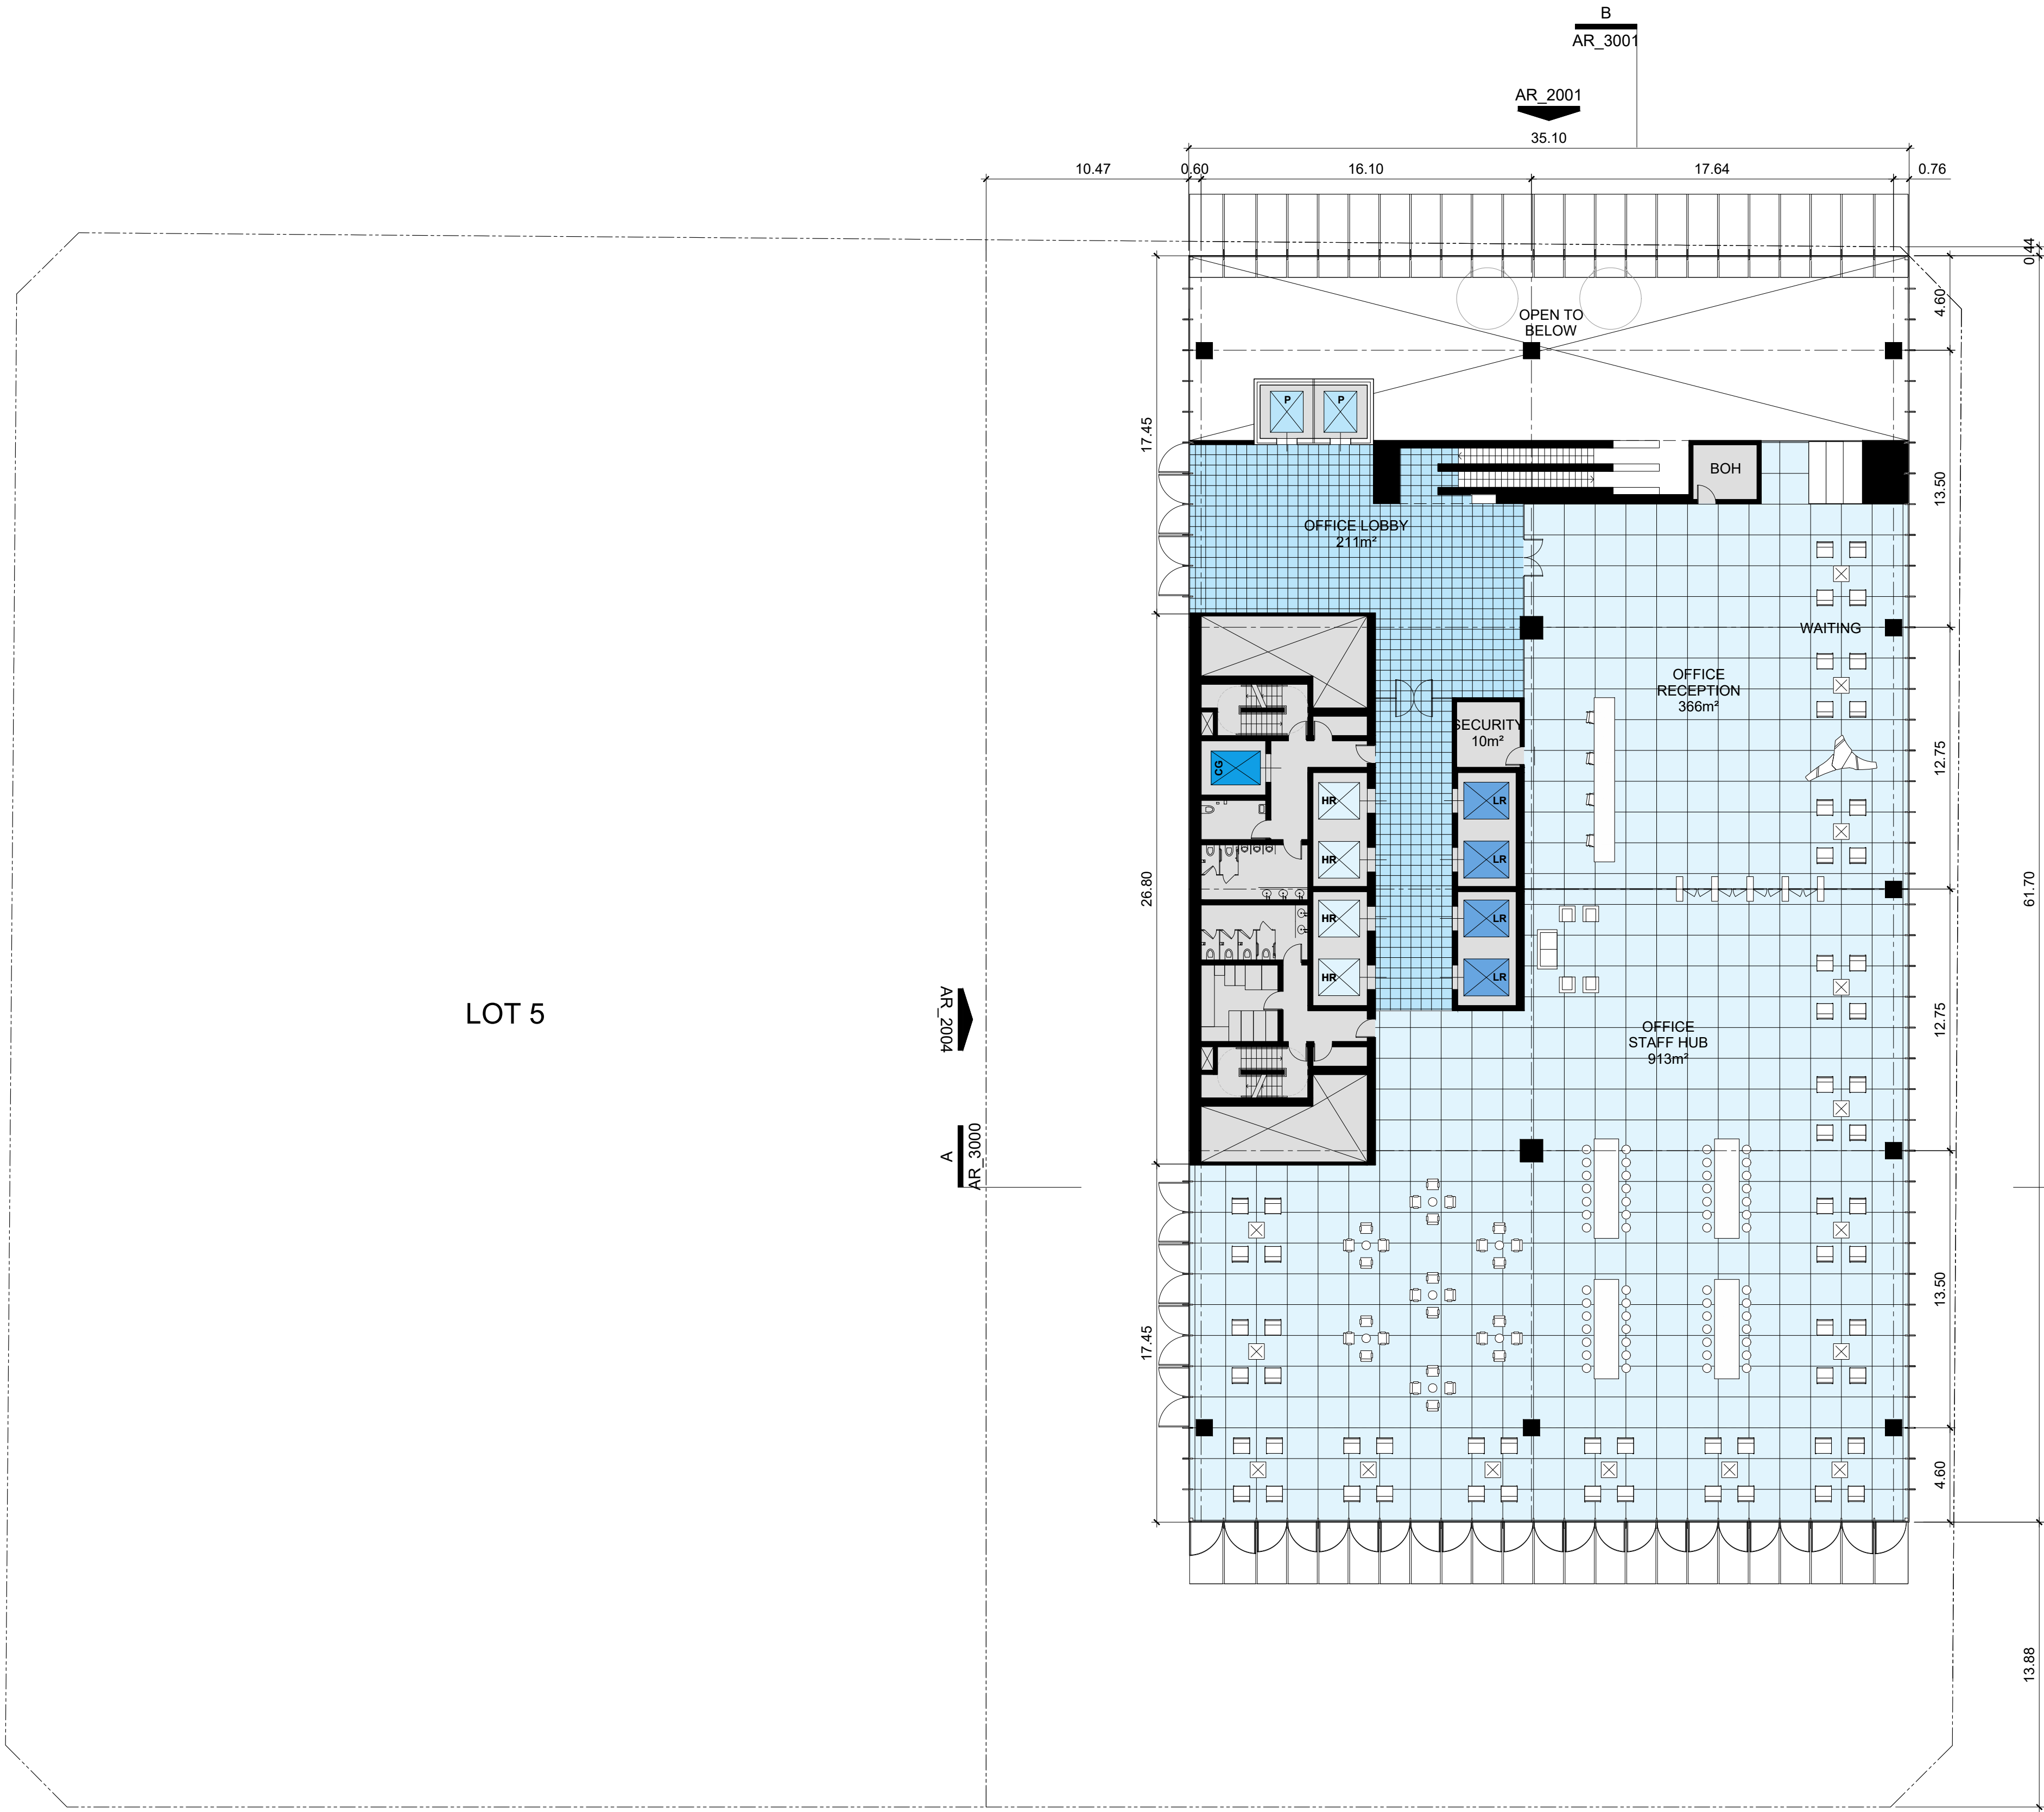 B
AR_3001
AR_2001
35.10
10.47
0.60
16.10
17.64
0.76
0.44
4.60
OPEN TO
BELOW
P
P
17.45
BOH
13.50
OFFICE LOBBY
211m²
WAITING
OFFICE
RECEPTION
366m²
SECURITY
10m²
12.75
CG
HR
LR
HR
LR
26.80
61.70
HR
LR
HR
LR
LOT 5
AR_2004
OFFICE
STAFF HUB
913m²
12.75
A
AR_3000
13.50
17.45
4.60
13.88